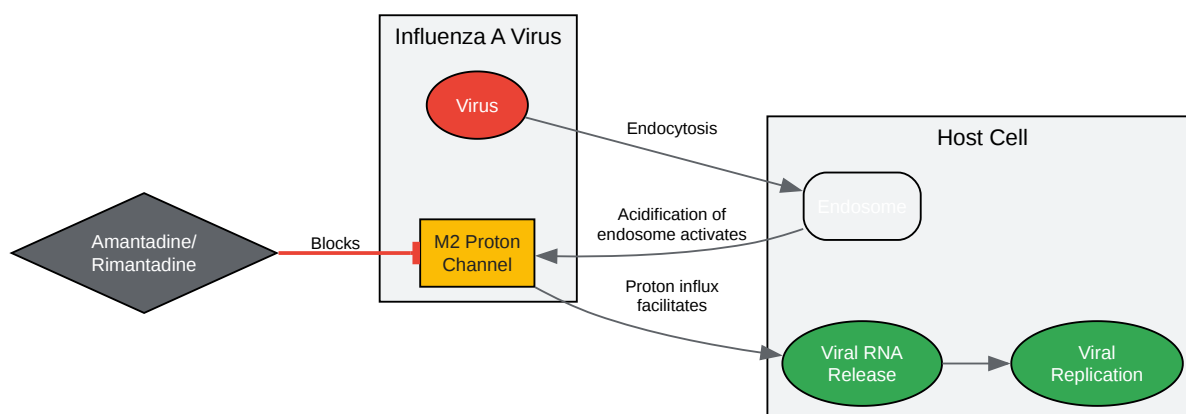 Influenza A Virus
Virus
Endocytosis
Host Cell
Endosome
Acidification of
endosome activates
Amantadine/
Rimantadine
Blocks
M2 Proton
Channel
Proton influx
facilitates
Viral RNA
Release
Viral
Replication